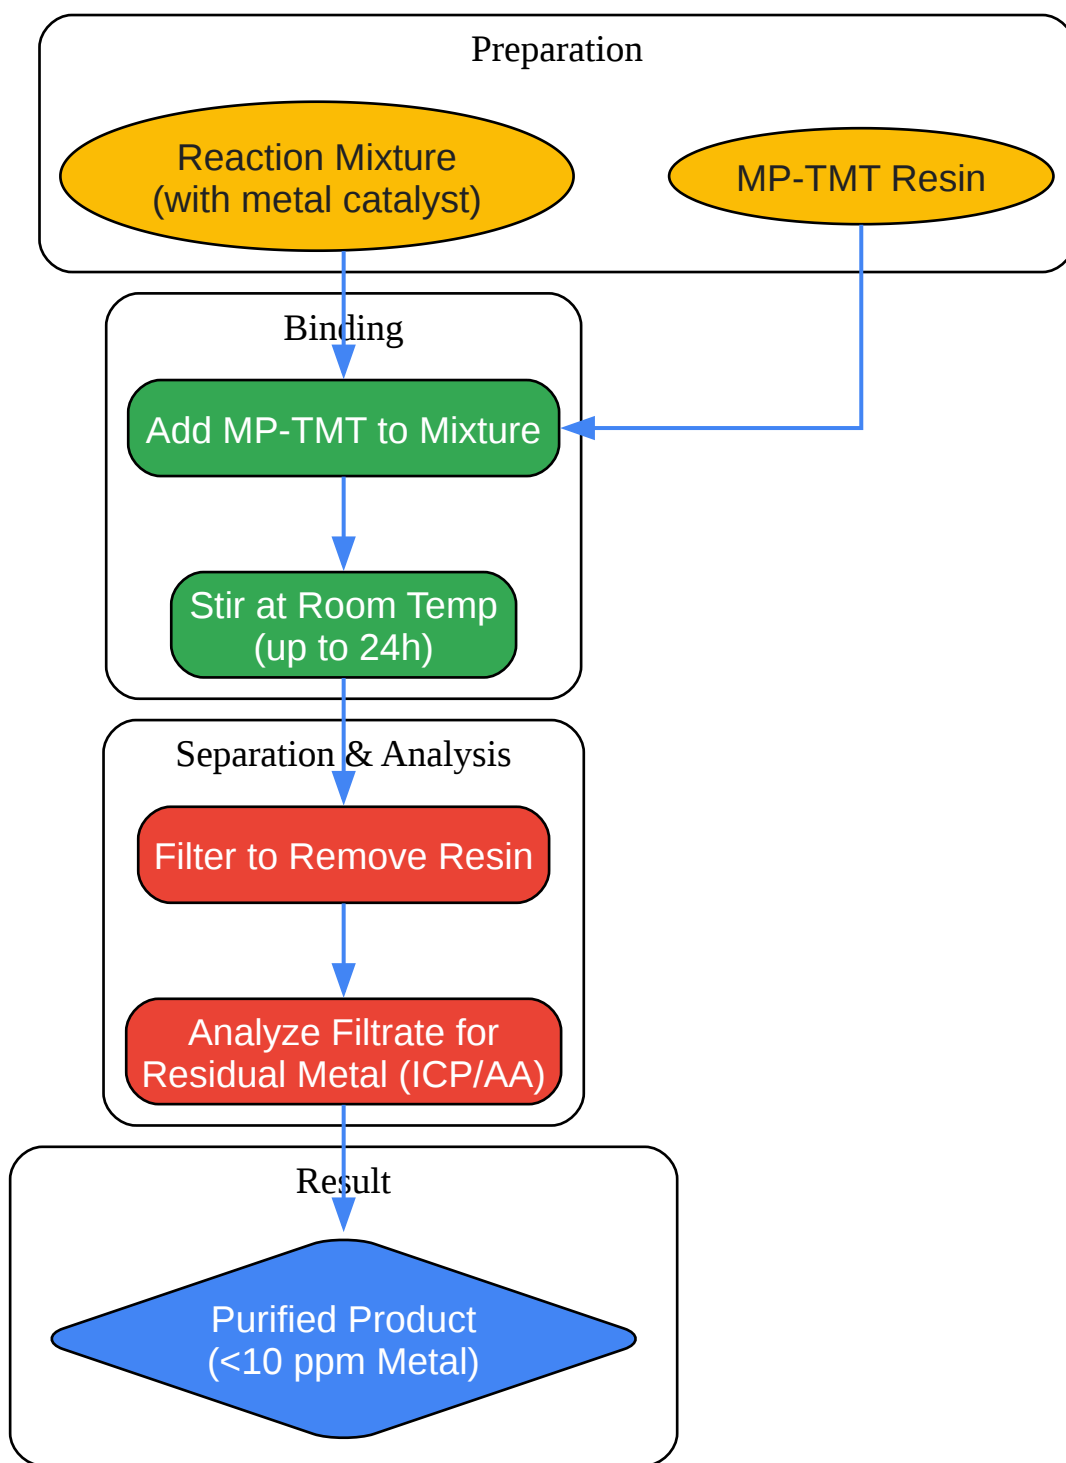 Preparation
Reaction Mixture
(with metal catalyst)
MP-TMT Resin
Binding
Add MP-TMT to Mixture
Stir at Room Temp
(up to 24h)
Separation & Analysis
Filter to Remove Resin
Analyze Filtrate for
Residual Metal (ICP/AA)
Result
Purified Product
(<10 ppm Metal)